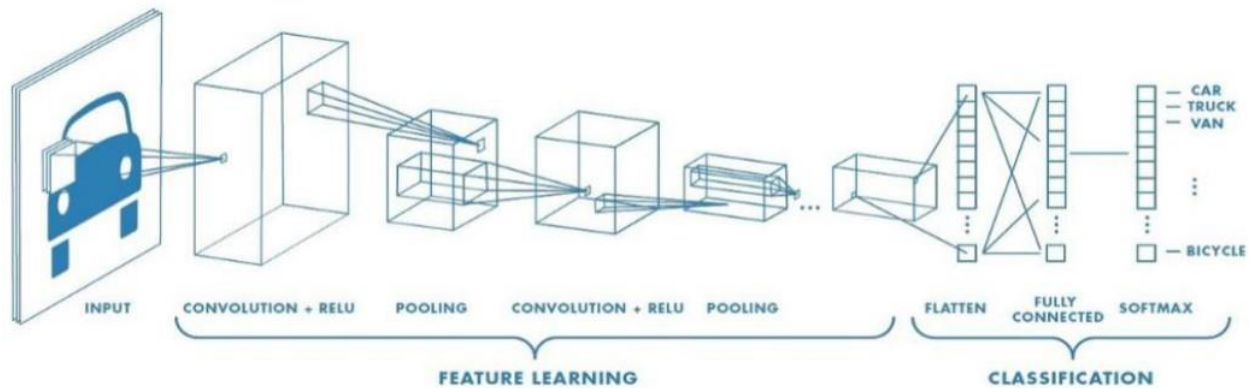 CAR
TRUCK
VAN
BICYCLE
INPUT CONVOLUTION + RELU POOLING CONVOLUTION + RELU POOLING FLATTEN FULLY CONNECTED SOFTMAX
FEATURE LEARNING CLASSIFICATION